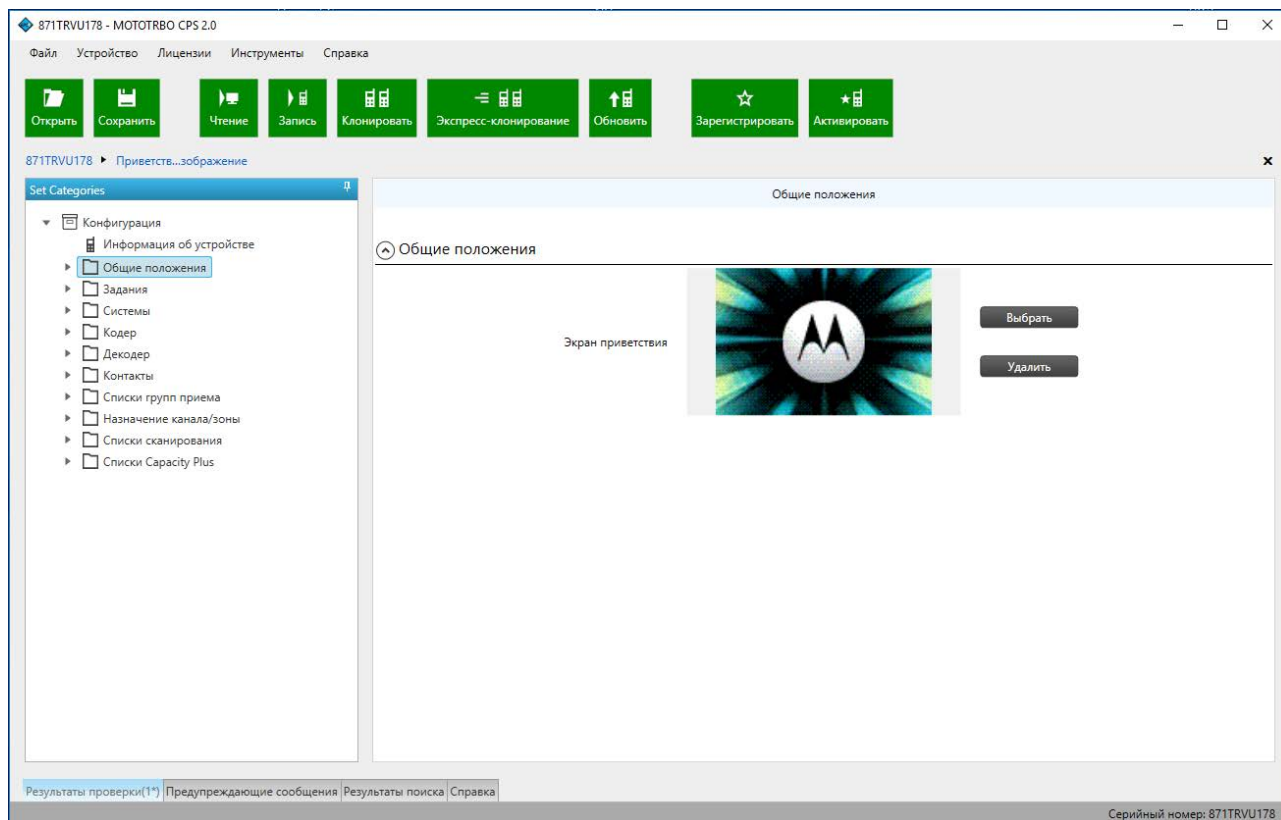 871TRVU178 - MOTOTRBO CPS 2.0
Файл Устройство Лицензии Инструменты Справка
Открыть Сохранить Чтение Запись Клонировать Экспресс-клонирование Обновить Зарегистрировать Активировать
871TRVU178 Приветств...зображение
Set Categories
Общие положения
Конфигурация
Информация об устройстве
Общие положения
Задания
Системы
Кодер
Декодер
Контакты
Списки групп приема
Назначение канала/зоны
Списки сканирования
Списки Capacity Plus
Общие положения
Экран приветствия
Выбрать
Удалить
Результаты проверки(1*) Предупреждающие сообщения Результаты поиска Справка
Серийный номер: 871TRVU178